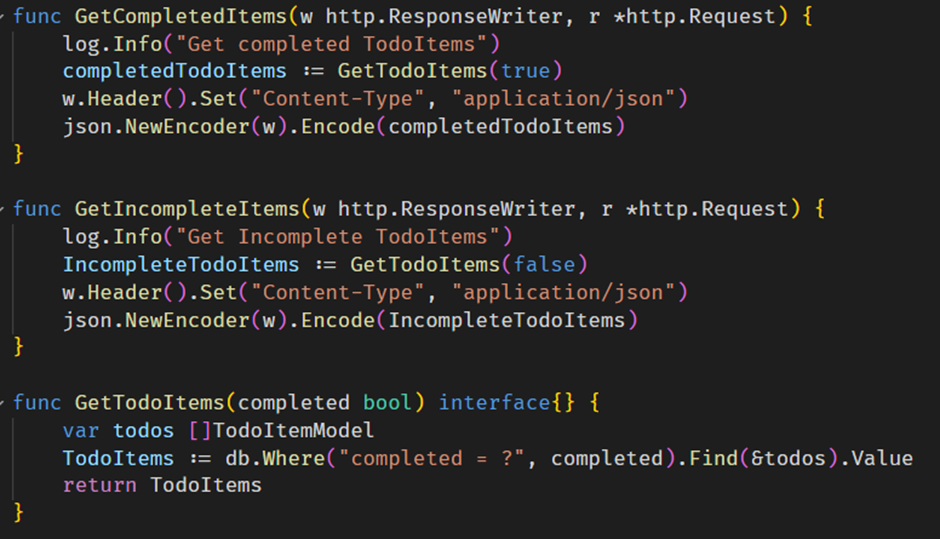 func GetCompletedItems(w http.ResponseWriter, r *http.Request) {
    log.Info("Get completed TodoItems")
    completedTodoItems := GetTodoItems(true)
    w.Header().Set("Content-Type", "application/json")
    json.NewEncoder(w).Encode(completedTodoItems)
}

func GetIncompleteItems(w http.ResponseWriter, r *http.Request) {
    log.Info("Get Incomplete TodoItems")
    IncompleteTodoItems := GetTodoItems(false)
    w.Header().Set("Content-Type", "application/json")
    json.NewEncoder(w).Encode(IncompleteTodoItems)
}

func GetTodoItems(completed bool) interface{} {
    var todos []TodoItemModel
    TodoItems := db.Where("completed = ?", completed).Find(&todos).Value
    return TodoItems
}